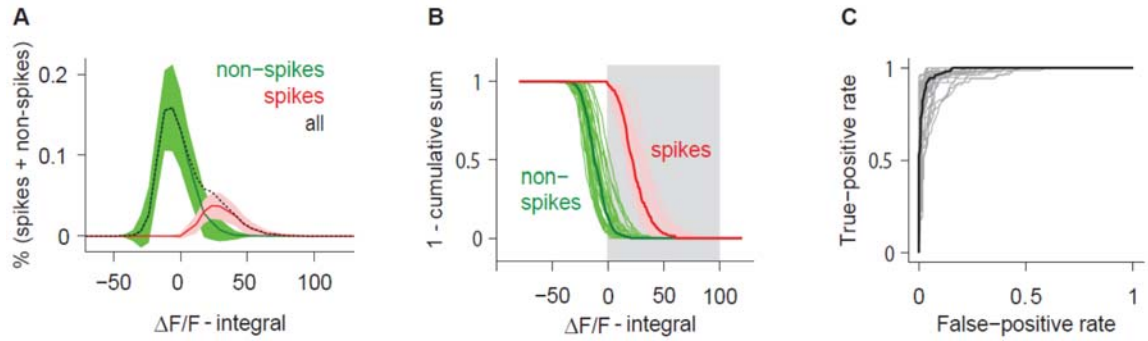 A
% (spikes + non-spikes)
0.2
0.1
0
non-spikes
spikes
all
−50
0
50
100
ΔF/F - integral
B
1 - cumulative sum
1
0.5
0
non−
spikes
spikes
−50
0
50
100
ΔF/F - integral
C
True−positive rate
1
0.5
0
0
0.5
1
False−positive rate